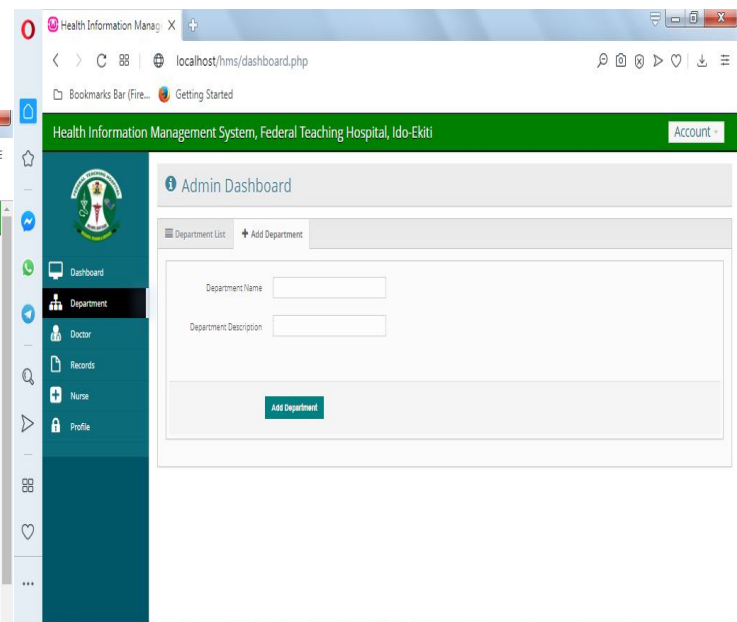 Health Information Manag
localhost/hms/dashboard.php
Bookmarks Bar (Fire... Getting Started
Health Information Management System, Federal Teaching Hospital, Ido-Ekiti
Account
Admin Dashboard
Department List
Add Department
Dashboard
Department
Doctor
Records
Nurse
Profile
Department Name
Department Description
Add Department